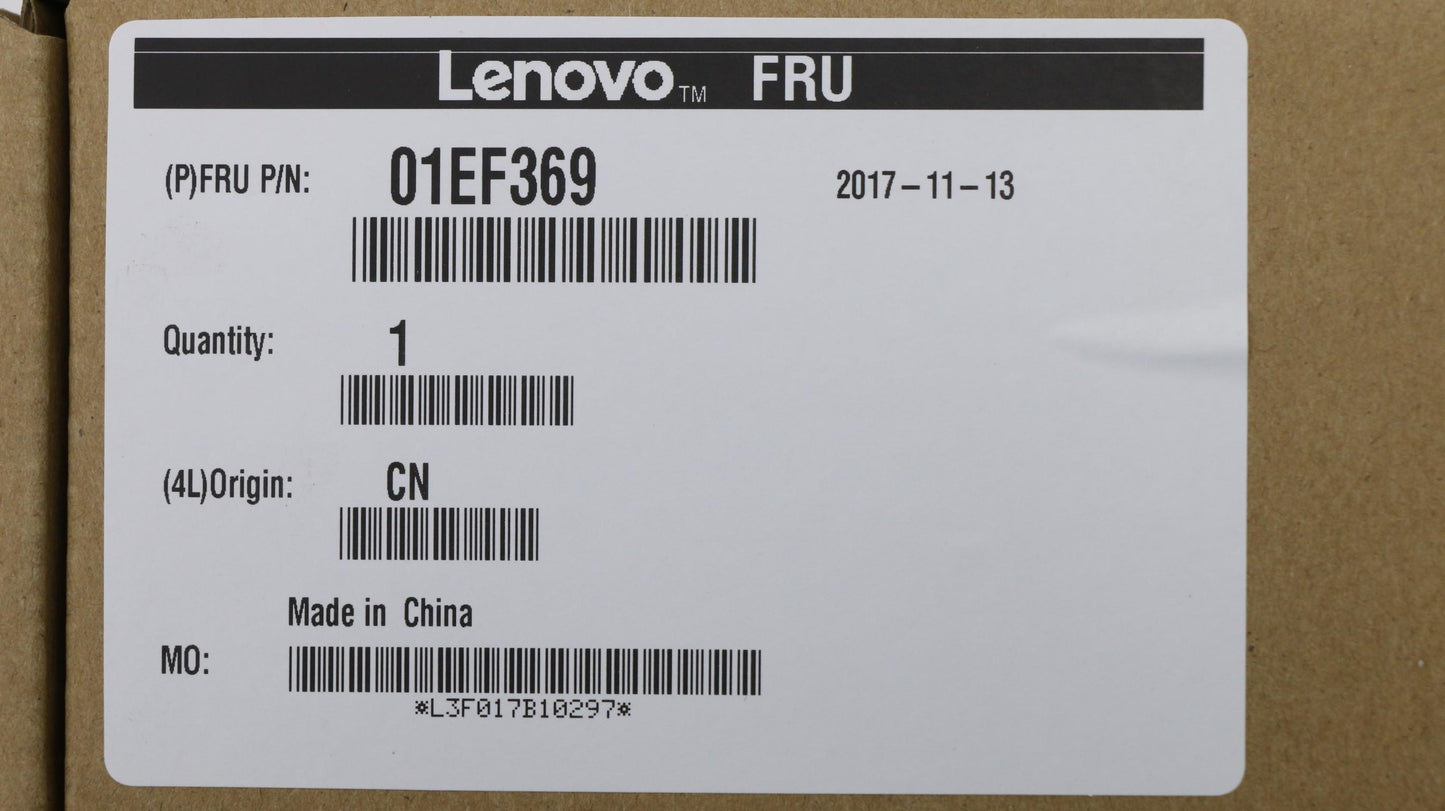 Lenovo™ FRU
(P)FRU P/N: 01EF369 2017-11-13
Quantity: 1
(4L)Origin: CN
Made in China
MO:
*L3F017B10297*